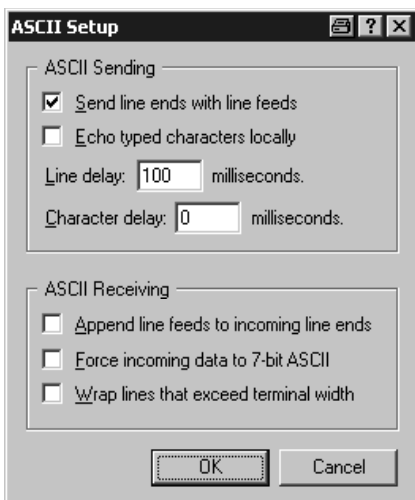 ASCII Setup
ASCII Sending
Send line ends with line feeds
Echo typed characters locally
Line delay: 100 milliseconds.
Character delay: 0 milliseconds.
ASCII Receiving
Append line feeds to incoming line ends
Force incoming data to 7-bit ASCII
Wrap lines that exceed terminal width
OK Cancel